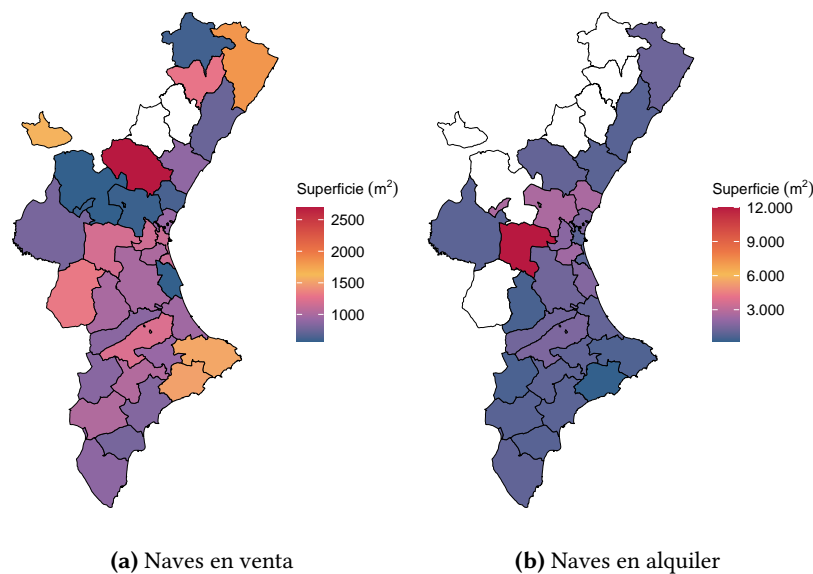 Superficie (m²)
2500
2000
1500
1000
Superficie (m²)
12.000
9.000
6.000
3.000
(a) Naves en venta
(b) Naves en alquiler